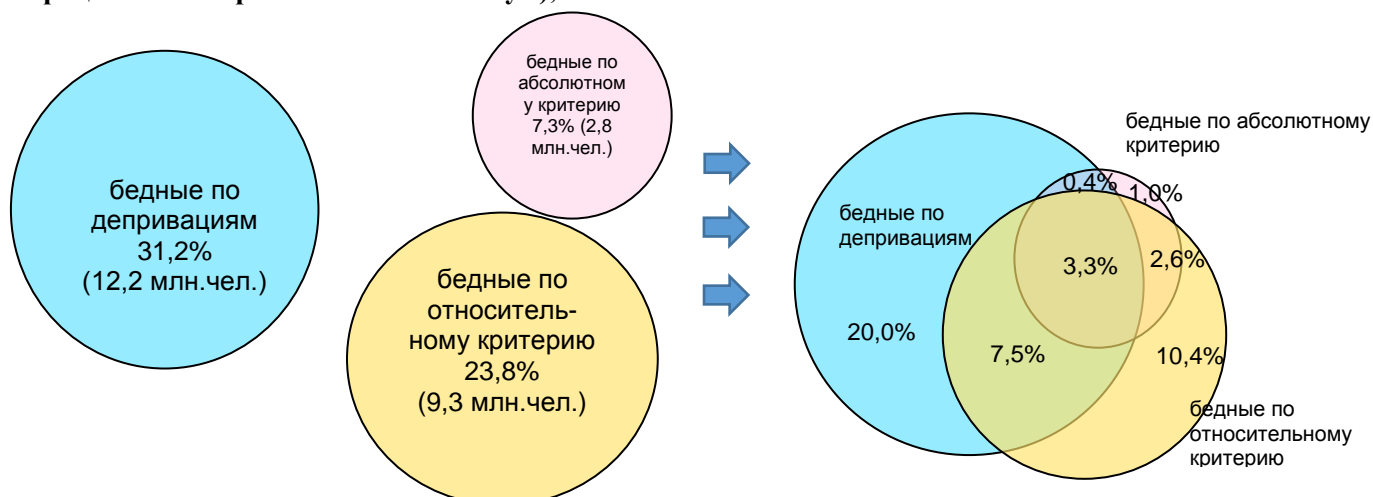 бедные по
депривациям
31,2%
(12,2 млн.чел.)
бедные по
абсолютном
у критерию
7,3% (2,8
млн.чел.)
бедные по
относитель-
ному критерию
23,8%
(9,3 млн.чел.)
бедные по абсолютному
критерию
0,4%
1,0%
бедные по
депривациям
3,3%
2,6%
20,0%
7,5%
10,4%
бедные по
относительному
критерию